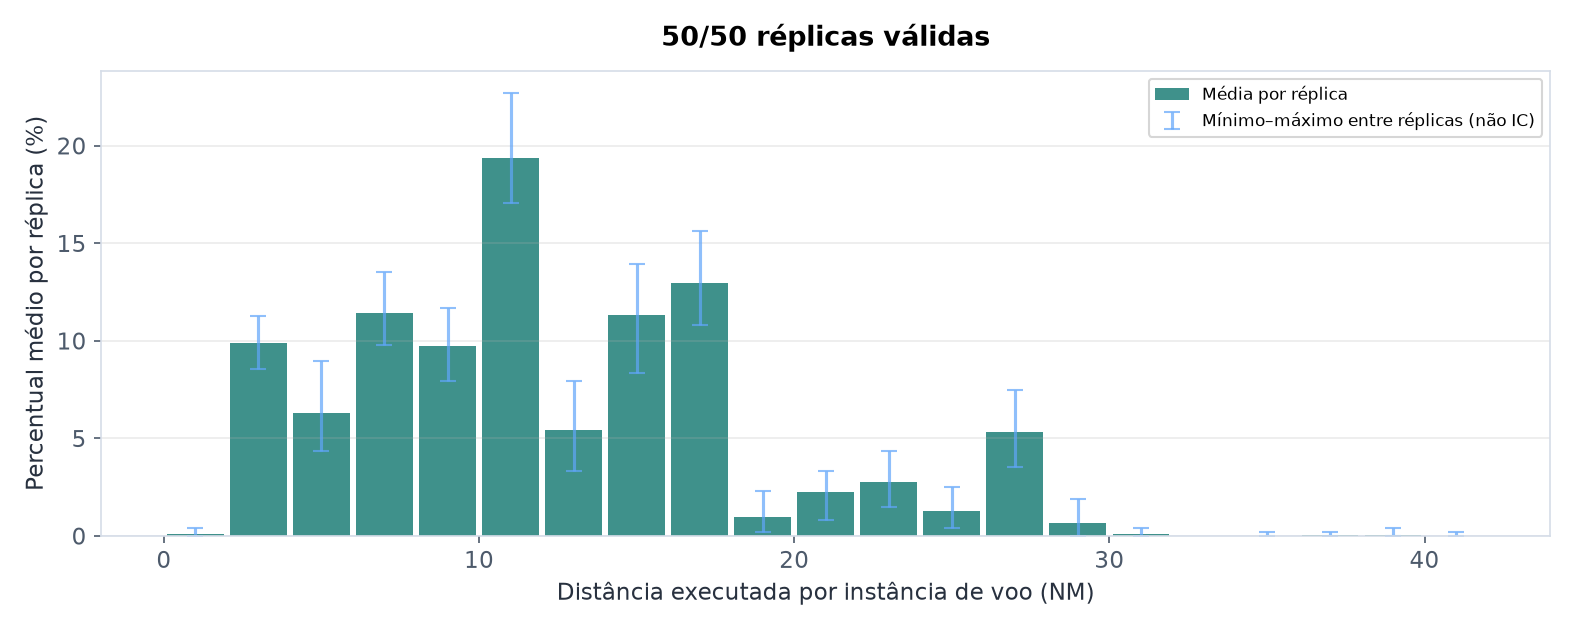 50/50 réplicas válidas
Média por réplica
Mínimo–máximo entre réplicas (não IC)
Percentual médio por réplica (%)
20
15
10
5
0
0 10 20 30 40
Distância executada por instância de voo (NM)